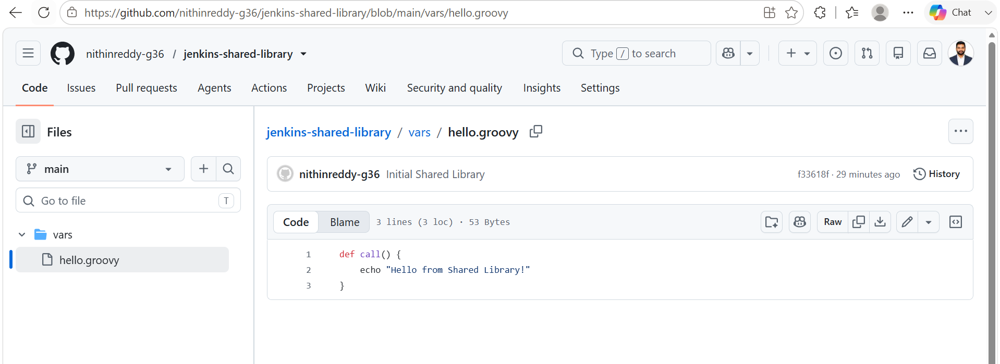 https://github.com/nithinreddy-g36/jenkins-shared-library/blob/main/vars/hello.groovy
Chat
nithinreddy-g36 / jenkins-shared-library
Type / to search
Code Issues Pull requests Agents Actions Projects Wiki Security and quality Insights Settings
Files
main
Go to file T
vars
hello.groovy
jenkins-shared-library / vars / hello.groovy
nithinreddy-g36 Initial Shared Library f33618f · 29 minutes ago History
Code Blame 3 lines (3 loc) · 53 Bytes Raw
1 def call() {
2     echo "Hello from Shared Library!"
3 }